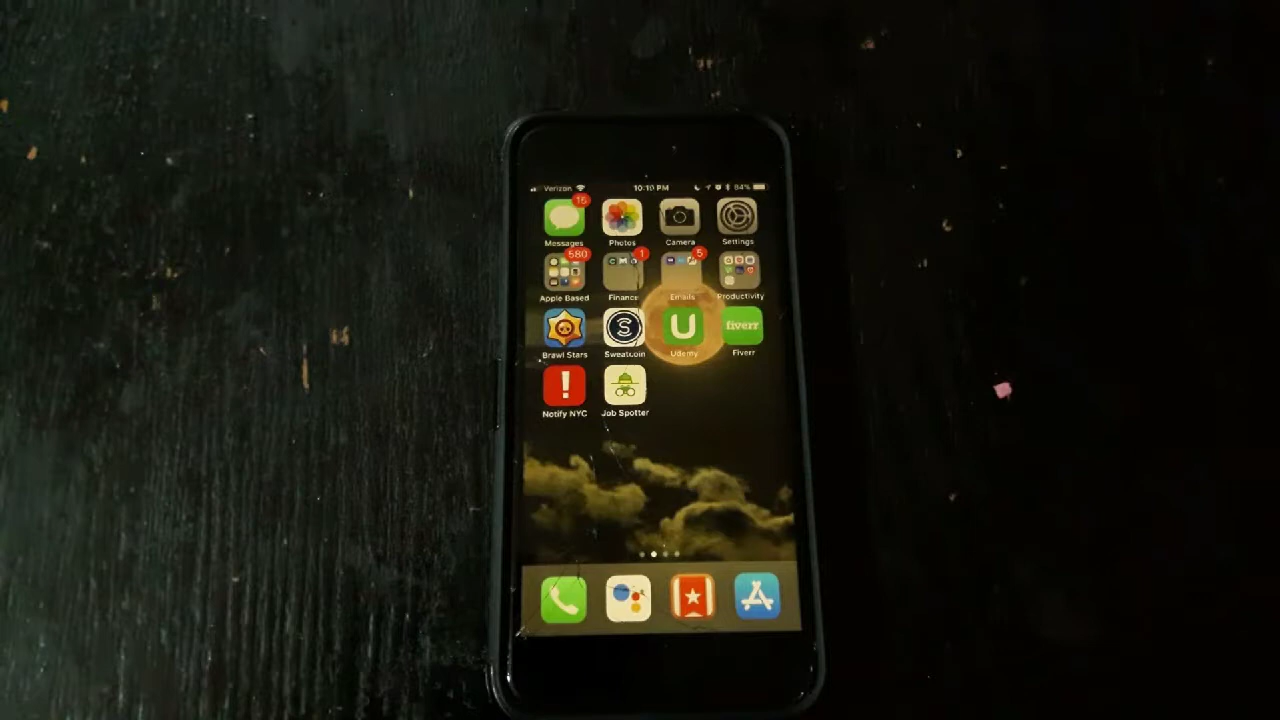 Verizon 10:10 PM 84%
16
Messages Photos Camera Settings
580 1 5
Apple Based Finance Emails Productivity
S U fiverr
Brawl Stars Sweatcoin Udemy Fiverr
!
Notify NYC Job Spotter